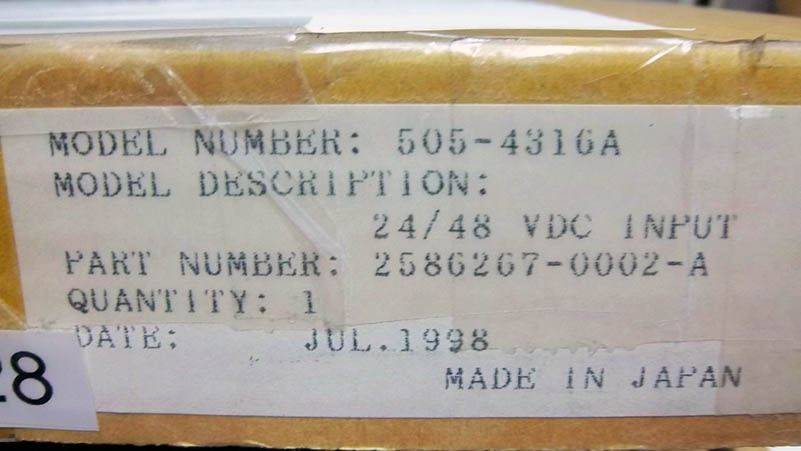 MODEL NUMBER: 505-4316A
MODEL DESCRIPTION:
24/48 VDC INPUT
PART NUMBER: 2586267-0002-A
QUANTITY: 1
DATE: JUL.1998
MADE IN JAPAN
28